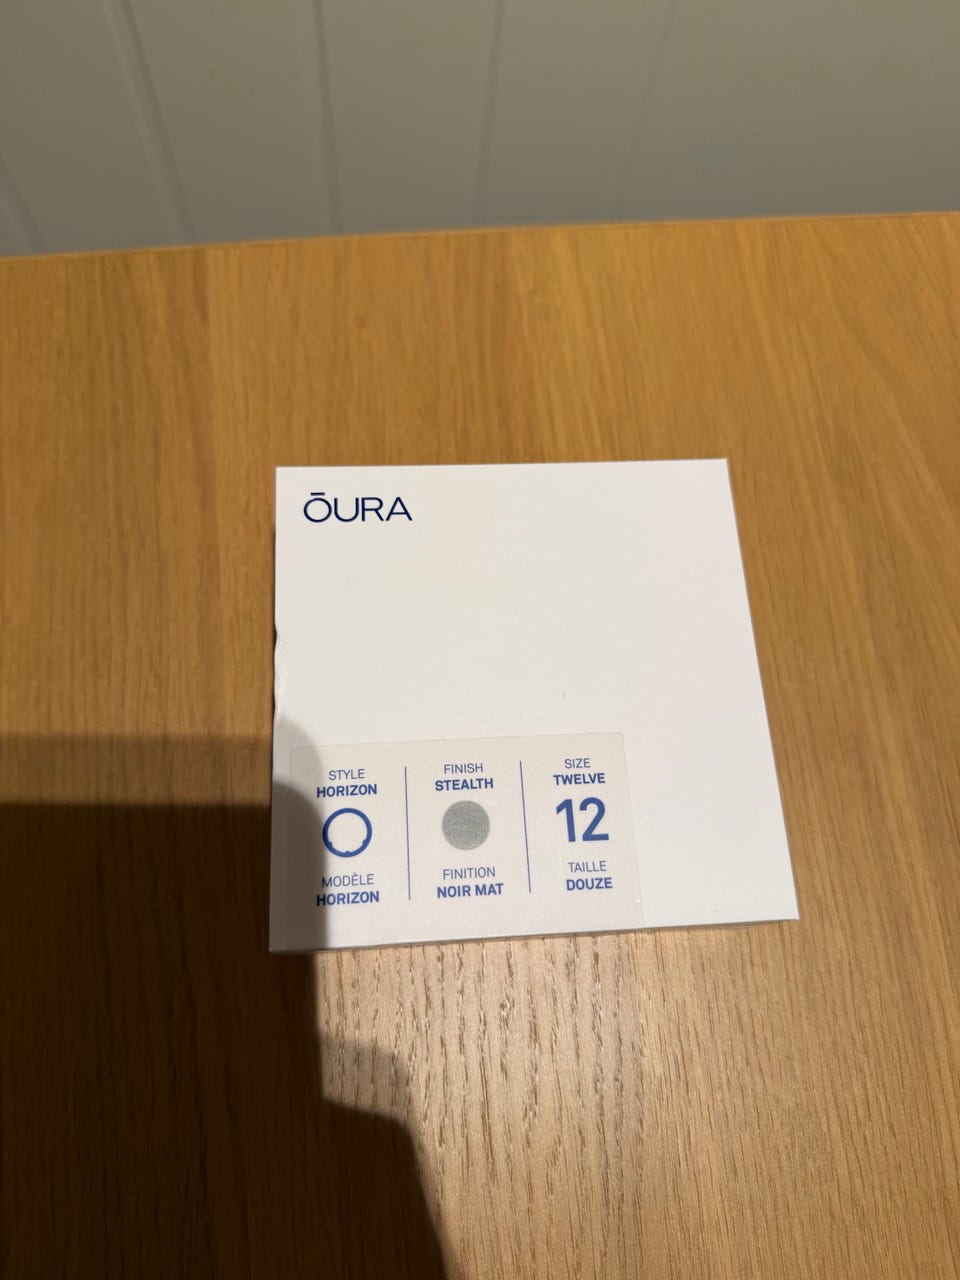 ŌURA
STYLE
HORIZON
MODÈLE
HORIZON
FINISH
STEALTH
FINITION
NOIR MAT
SIZE
TWELVE
12
TAILLE
DOUZE